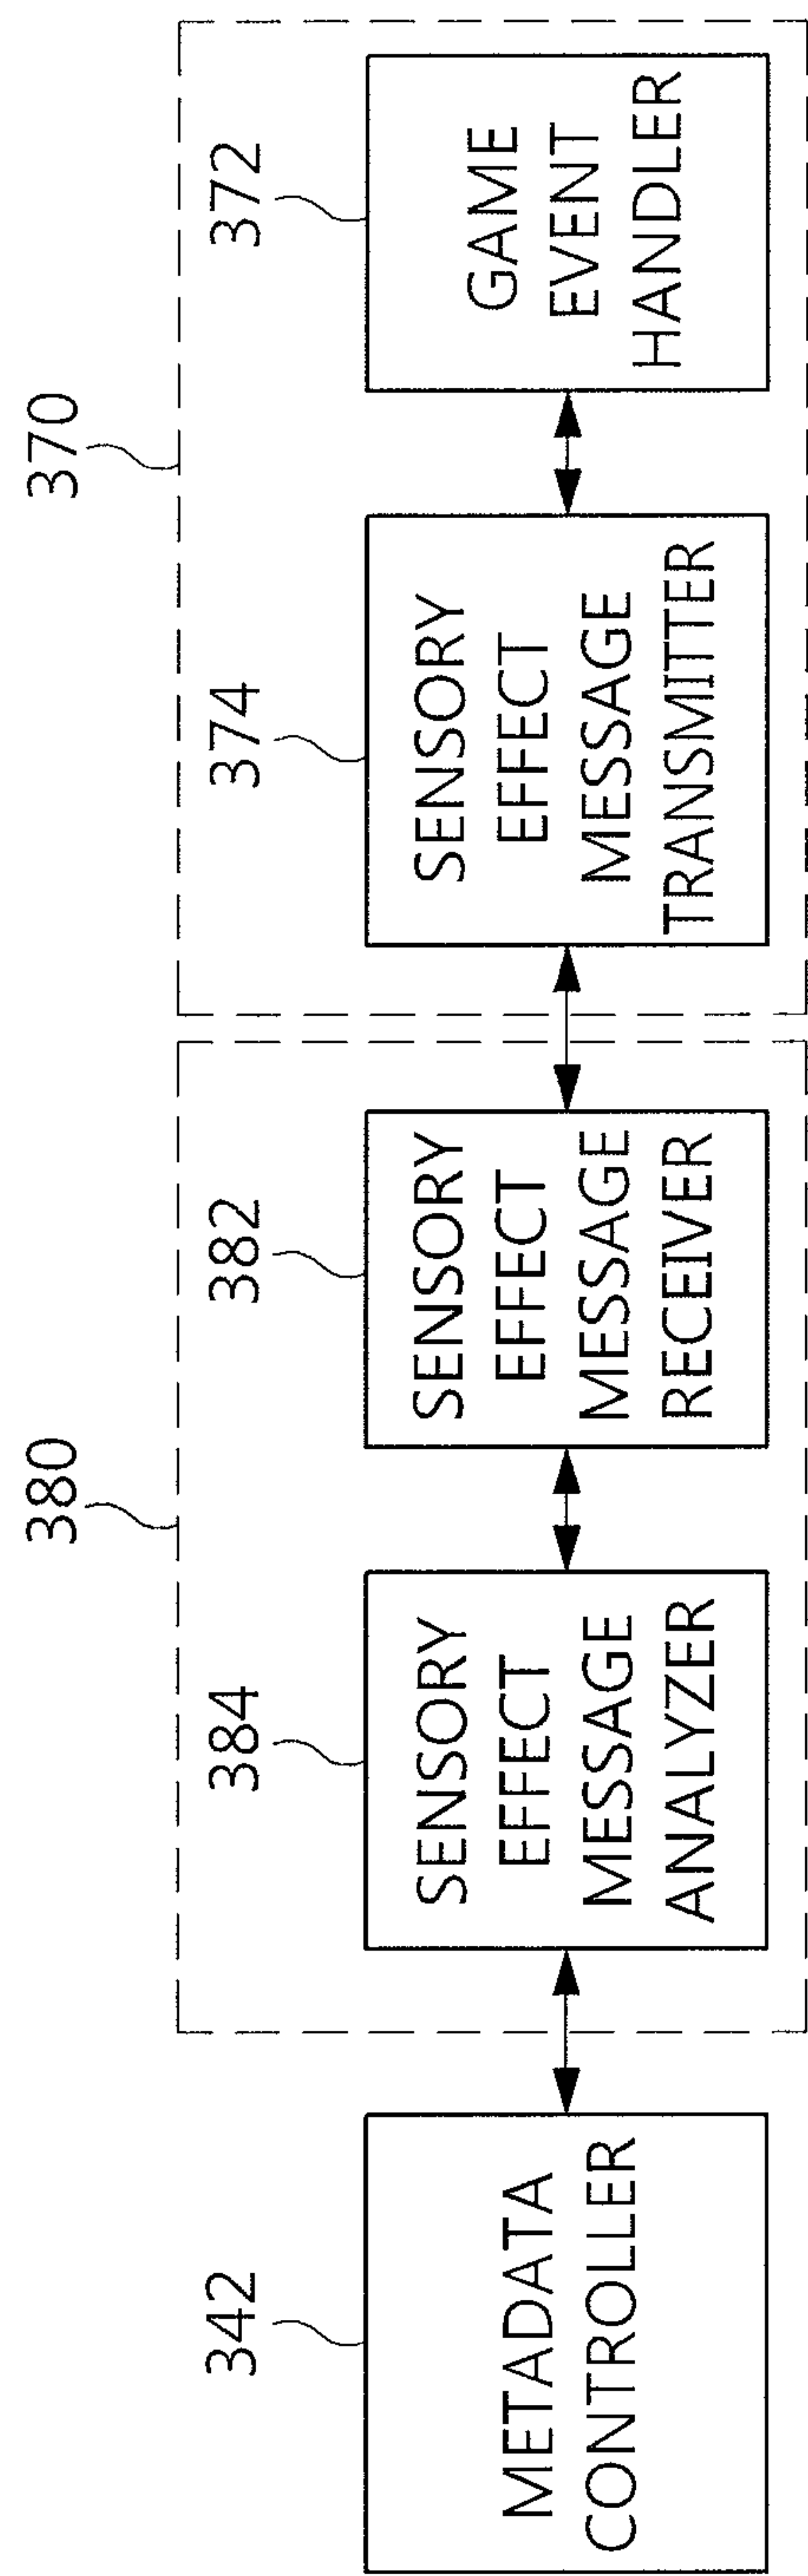 380
370
342
384
382
374
372
METADATA
CONTROLLER
SENSORY
EFFECT
MESSAGE
ANALYZER
SENSORY
EFFECT
MESSAGE
RECEIVER
SENSORY
EFFECT
MESSAGE
TRANSMITTER
GAME
EVENT
HANDLER